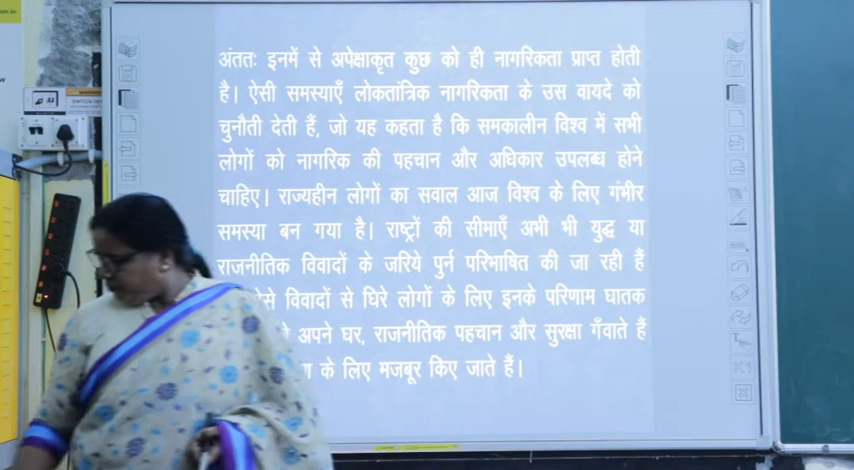 अंततः इनमें से अपेक्षाकृत कुछ को ही नागरिकता प्राप्त होती
है। ऐसी समस्याएँ लोकतांत्रिक नागरिकता के उस वायदे को
चुनौती देती हैं, जो यह कहता है कि समकालीन विश्व में सभी
लोगों को नागरिक की पहचान और अधिकार उपलब्ध होने
चाहिए। राज्यहीन लोगों का सवाल आज विश्व के लिए गंभीर
समस्या बन गया है। राष्ट्रों की सीमाएँ अभी भी युद्ध या
राजनीतिक विवादों के जरिये पुर्न परिभाषित की जा रही हैं
विवादों से घिरे लोगों के लिए इनके परिणाम घातक
अपने घर, राजनीतिक पहचान और सुरक्षा गँवाते हैं
के लिए मजबूर किए जाते हैं।